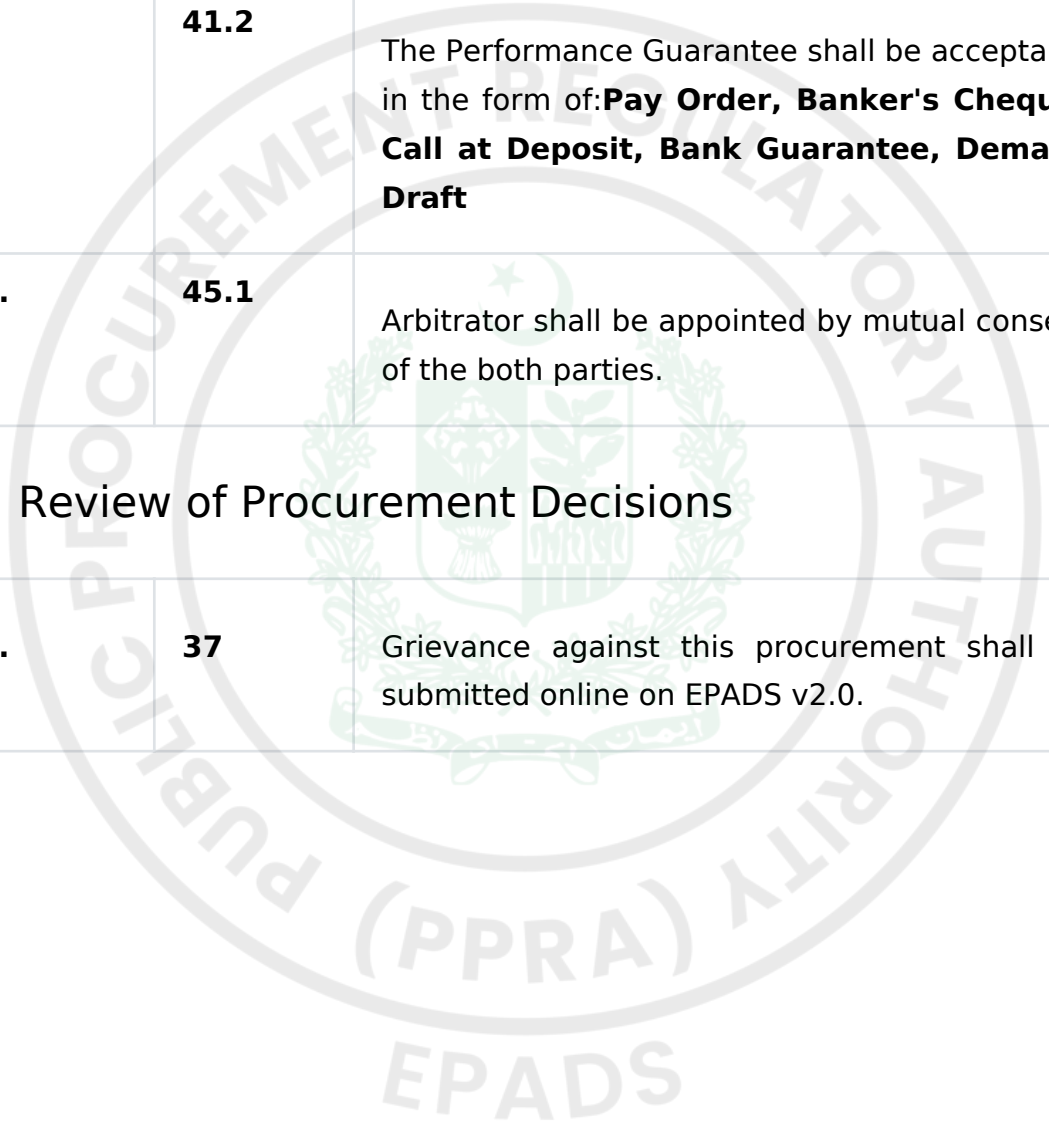 41.2
The Performance Guarantee shall be accepta
in the form of:Pay Order, Banker's Chequ
Call at Deposit, Bank Guarantee, Dema
Draft
. 45.1
Arbitrator shall be appointed by mutual conse
of the both parties.
Review of Procurement Decisions
. 37 Grievance against this procurement shall
submitted online on EPADS v2.0.
PUBLIC PROCUREMENT REGULATORY AUTHORITY
(PPRA)
EPADS